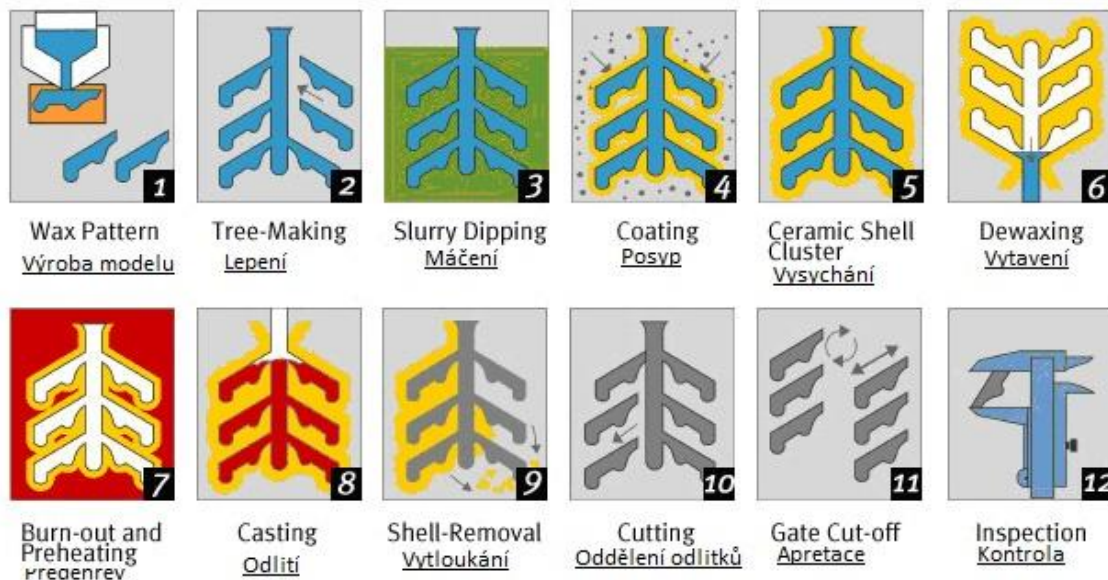 1
Wax Pattern
Výroba modelu
2
Tree-Making
Lepení
3
Slurry Dipping
Máčení
4
Coating
Posyp
5
Ceramic Shell
Cluster
Vysychání
6
Dewaxing
Vytavení
7
Burn-out and
Preheating
8
Casting
Odlití
9
Shell-Removal
Vytloukání
10
Cutting
Oddělení odlitků
11
Gate Cut-off
Apretace
12
Inspection
Kontrola